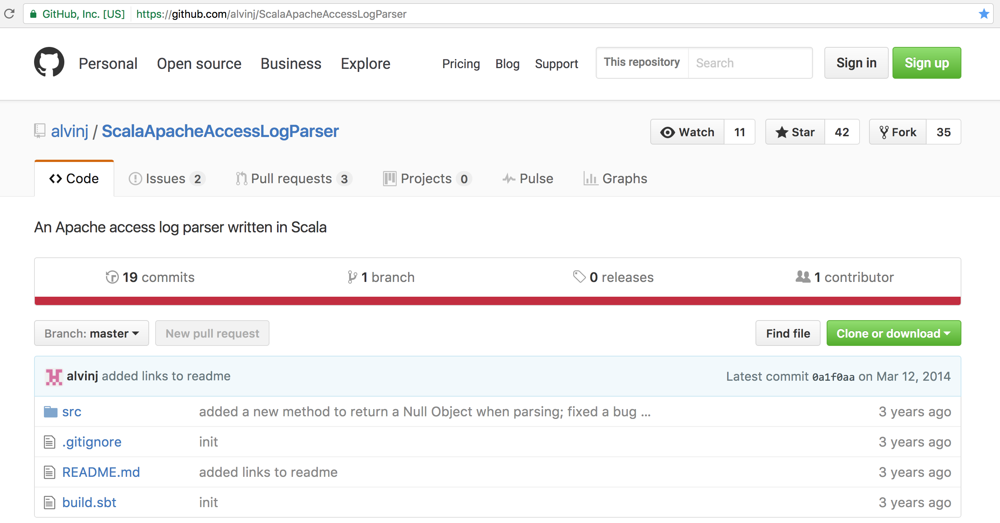 GitHub, Inc. [US] https://github.com/alvinj/ScalaApacheAccessLogParser
Personal Open source Business Explore Pricing Blog Support This repository Search Sign in Sign up
alvinj / ScalaApacheAccessLogParser Watch 11 Star 42 Fork 35
Code Issues 2 Pull requests 3 Projects 0 Pulse Graphs
An Apache access log parser written in Scala
19 commits 1 branch 0 releases 1 contributor
Branch: master New pull request Find file Clone or download
alvinj added links to readme Latest commit 0a1f0aa on Mar 12, 2014
src added a new method to return a Null Object when parsing; fixed a bug ... 3 years ago
.gitignore init 3 years ago
README.md added links to readme 3 years ago
build.sbt init 3 years ago